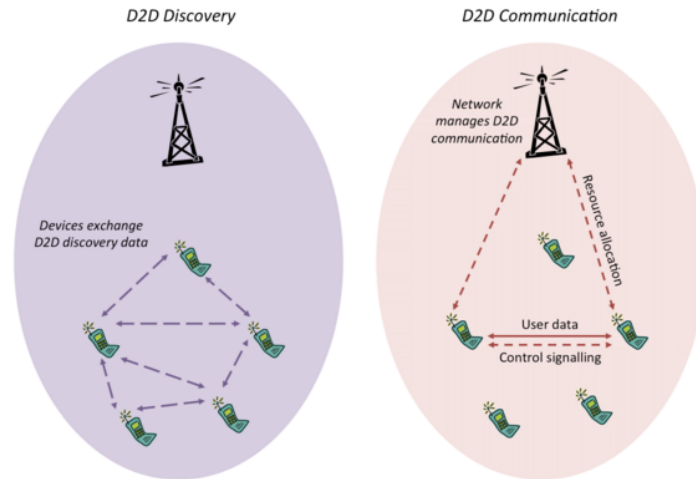 D2D Discovery
Devices exchange
D2D discovery data
D2D Communication
Network
manages D2D
communication
Resource allocation
User data
Control signalling